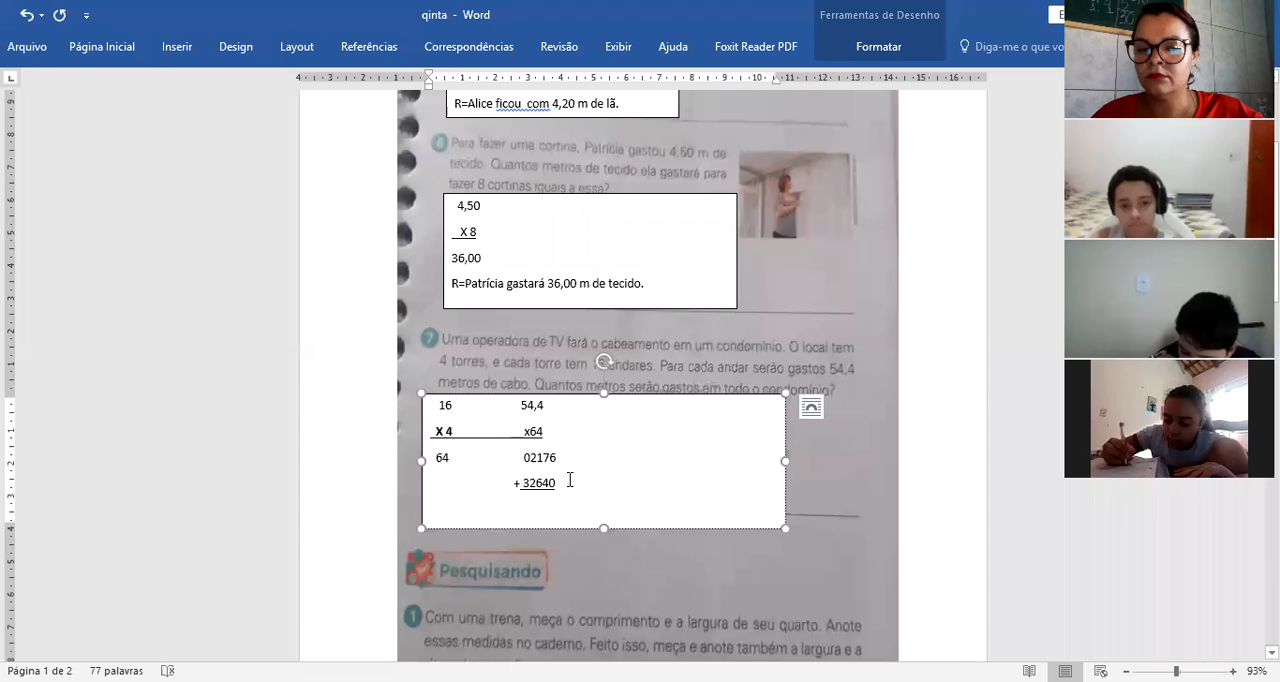 qinta - Word
Ferramentas de Desenho
Arquivo
Página Inicial
Inserir
Design
Layout
Referências
Correspondências
Revisão
Exibir
Ajuda
Foxit Reader PDF
Formatar
Diga-me o que vo
R=Alice ficou com 4,20 m de lã.
6 Para fazer uma cortina, Patrícia gastou 4,50 m de
tecido. Quantos metros de tecido ela gastará para
fazer 8 cortinas iguais a essa?
4,50
X 8
36,00
R=Patrícia gastará 36,00 m de tecido.
7 Uma operadora de TV fará o cabeamento em um condomínio. O local tem
4 torres, e cada torre tem andares. Para cada andar serão gastos 54,4
metros de cabo. Quantos metros serão gastos em todo o condomínio?
16 54,4
X 4 x64
64 02176
+ 32640
Pesquisando
1 Com uma trena, meça o comprimento e a largura de seu quarto. Anote
essas medidas no caderno. Feito isso, meça e anote também a largura e a
Página 1 de 2 77 palavras
93%